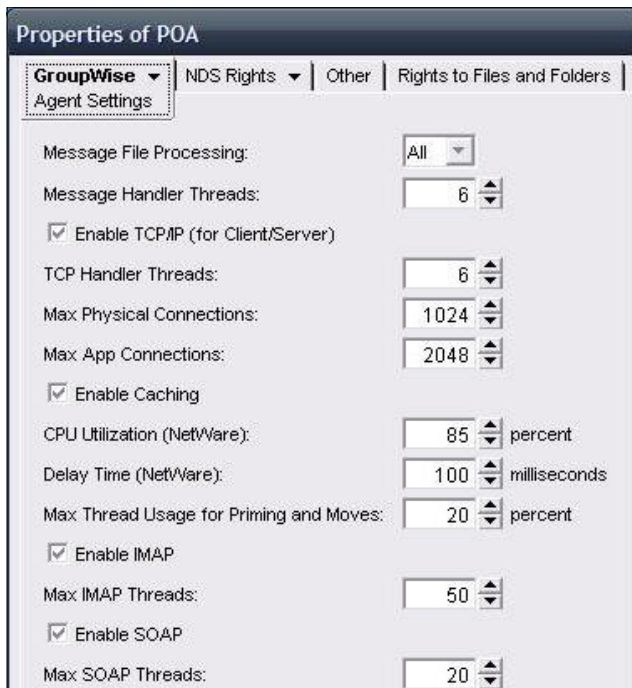 Properties of POA
GroupWise NDS Rights Other Rights to Files and Folders
Agent Settings
Message File Processing: All
Message Handler Threads: 6
Enable TCP/IP (for Client/Server)
TCP Handler Threads: 6
Max Physical Connections: 1024
Max App Connections: 2048
Enable Caching
CPU Utilization (NetWare): 85 percent
Delay Time (NetWare): 100 milliseconds
Max Thread Usage for Priming and Moves: 20 percent
Enable IMAP
Max IMAP Threads: 50
Enable SOAP
Max SOAP Threads: 20